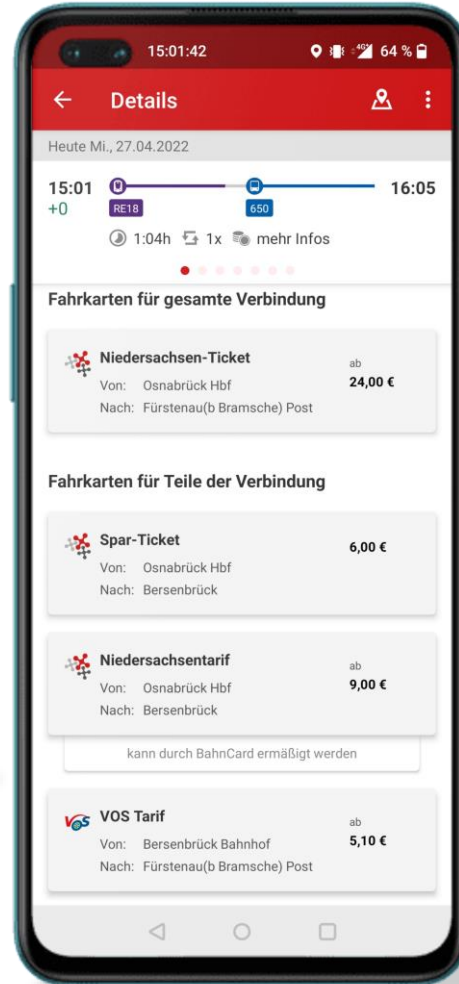 15:01:42
4G
64 %
Details
Heute Mi., 27.04.2022
15:01
16:05
+0
RE18
650
1:04h 1x mehr Infos
Fahrkarten für gesamte Verbindung
Niedersachsen-Ticket
ab
Von: Osnabrück Hbf
24,00 €
Nach: Fürstenau(b Bramsche) Post
Fahrkarten für Teile der Verbindung
Spar-Ticket
6,00 €
Von: Osnabrück Hbf
Nach: Bersenbrück
Niedersachsentarif
ab
Von: Osnabrück Hbf
9,00 €
Nach: Bersenbrück
kann durch BahnCard ermäßigt werden
VOS
VOS Tarif
ab
Von: Bersenbrück Bahnhof
5,10 €
Nach: Fürstenau(b Bramsche) Post